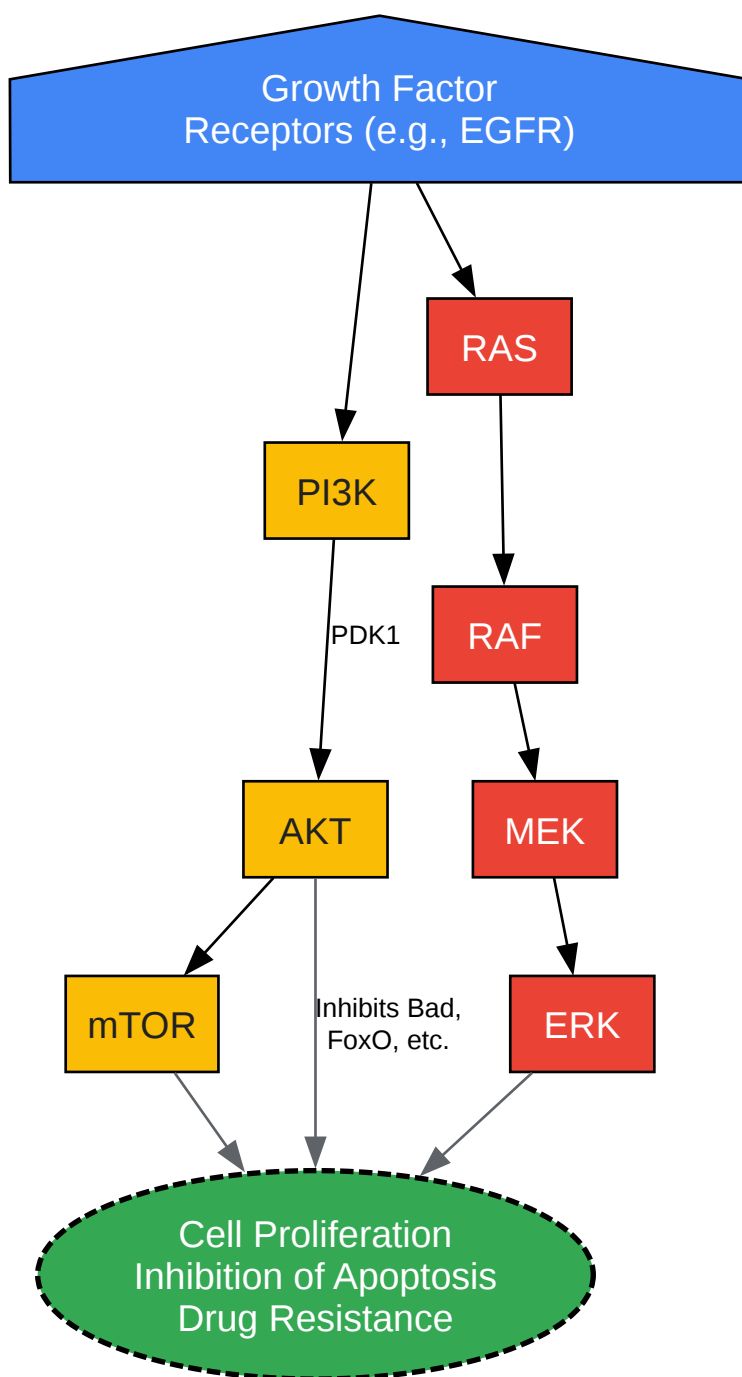 Growth Factor
Receptors (e.g., EGFR)
RAS
PI3K
PDK1
RAF
AKT
MEK
mTOR
Inhibits Bad,
FoxO, etc.
ERK
Cell Proliferation
Inhibition of Apoptosis
Drug Resistance